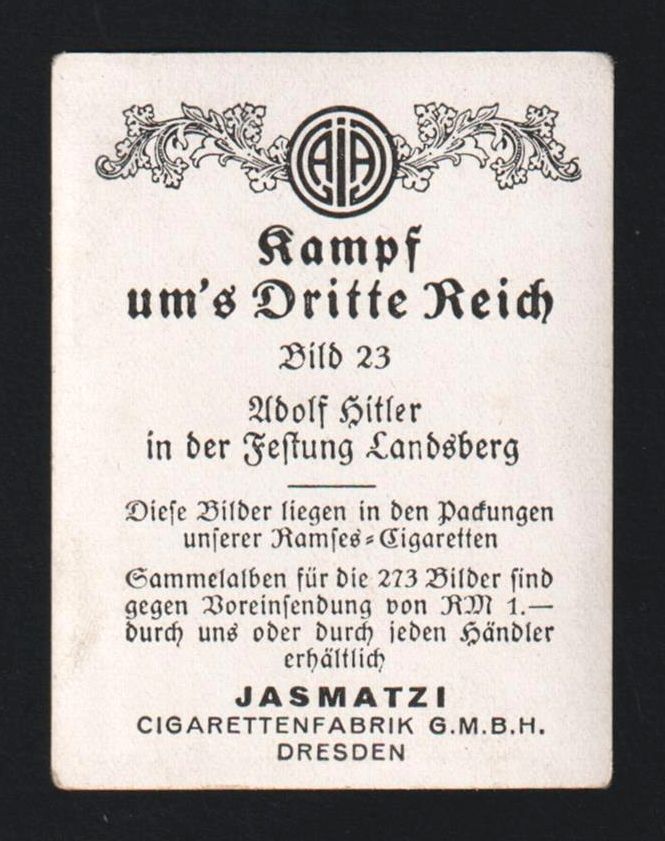 AJA
Kampf
um's Dritte Reich
Bild 23
Adolf Hitler
in der Festung Landsberg
Diese Bilder liegen in den Packungen
unserer Ramses-Cigaretten
Sammelalben für die 273 Bilder sind
gegen Voreinsendung von RM 1.—
durch uns oder durch jeden Händler
erhältlich
JASMATZI
CIGARETTENFABRIK G.M.B.H.
DRESDEN